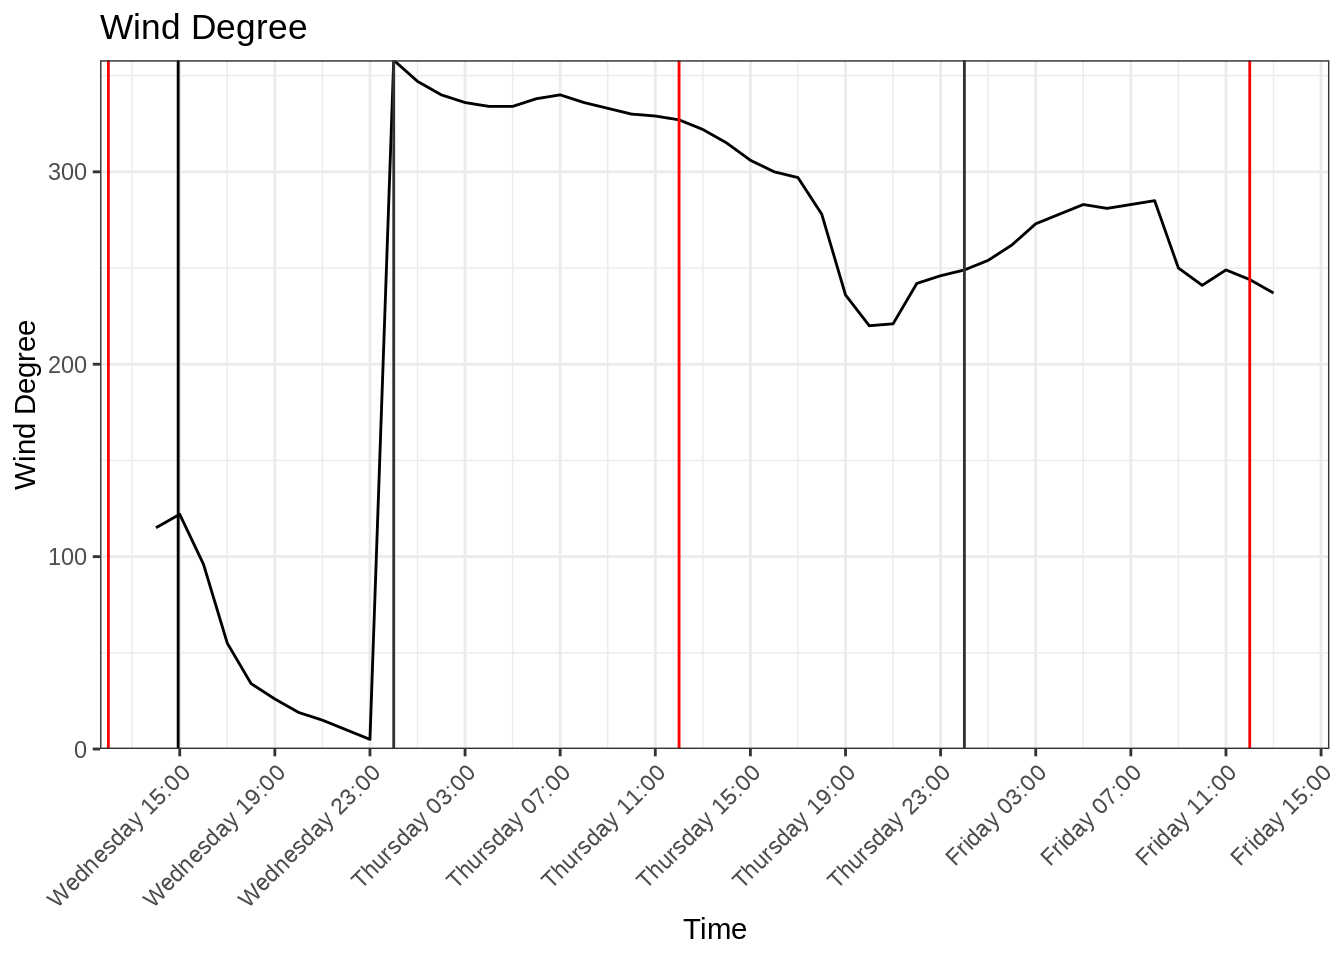 Wind Degree
Wind Degree
300
200
100
0
Wednesday 15:00
Wednesday 19:00
Wednesday 23:00
Thursday 03:00
Thursday 07:00
Thursday 11:00
Thursday 15:00
Thursday 19:00
Thursday 23:00
Friday 03:00
Friday 07:00
Friday 11:00
Friday 15:00
Time